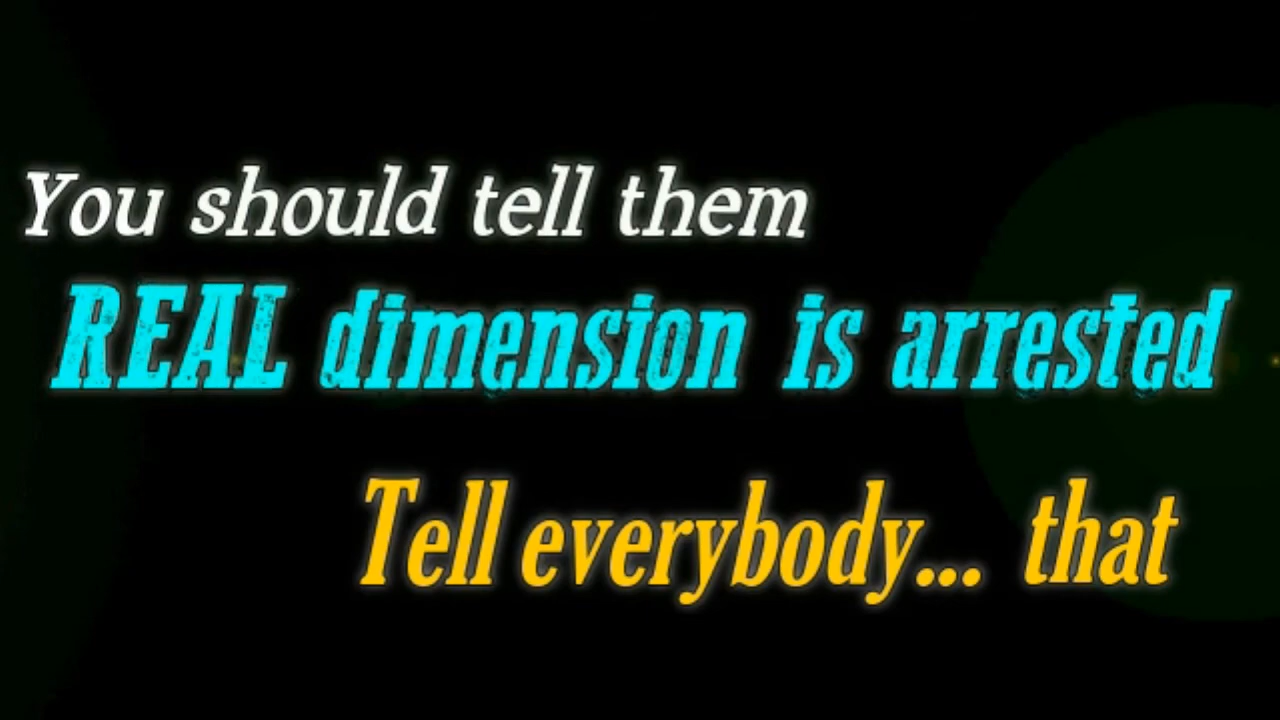 You should tell them
REAL dimension is arrested
Tell everybody... that